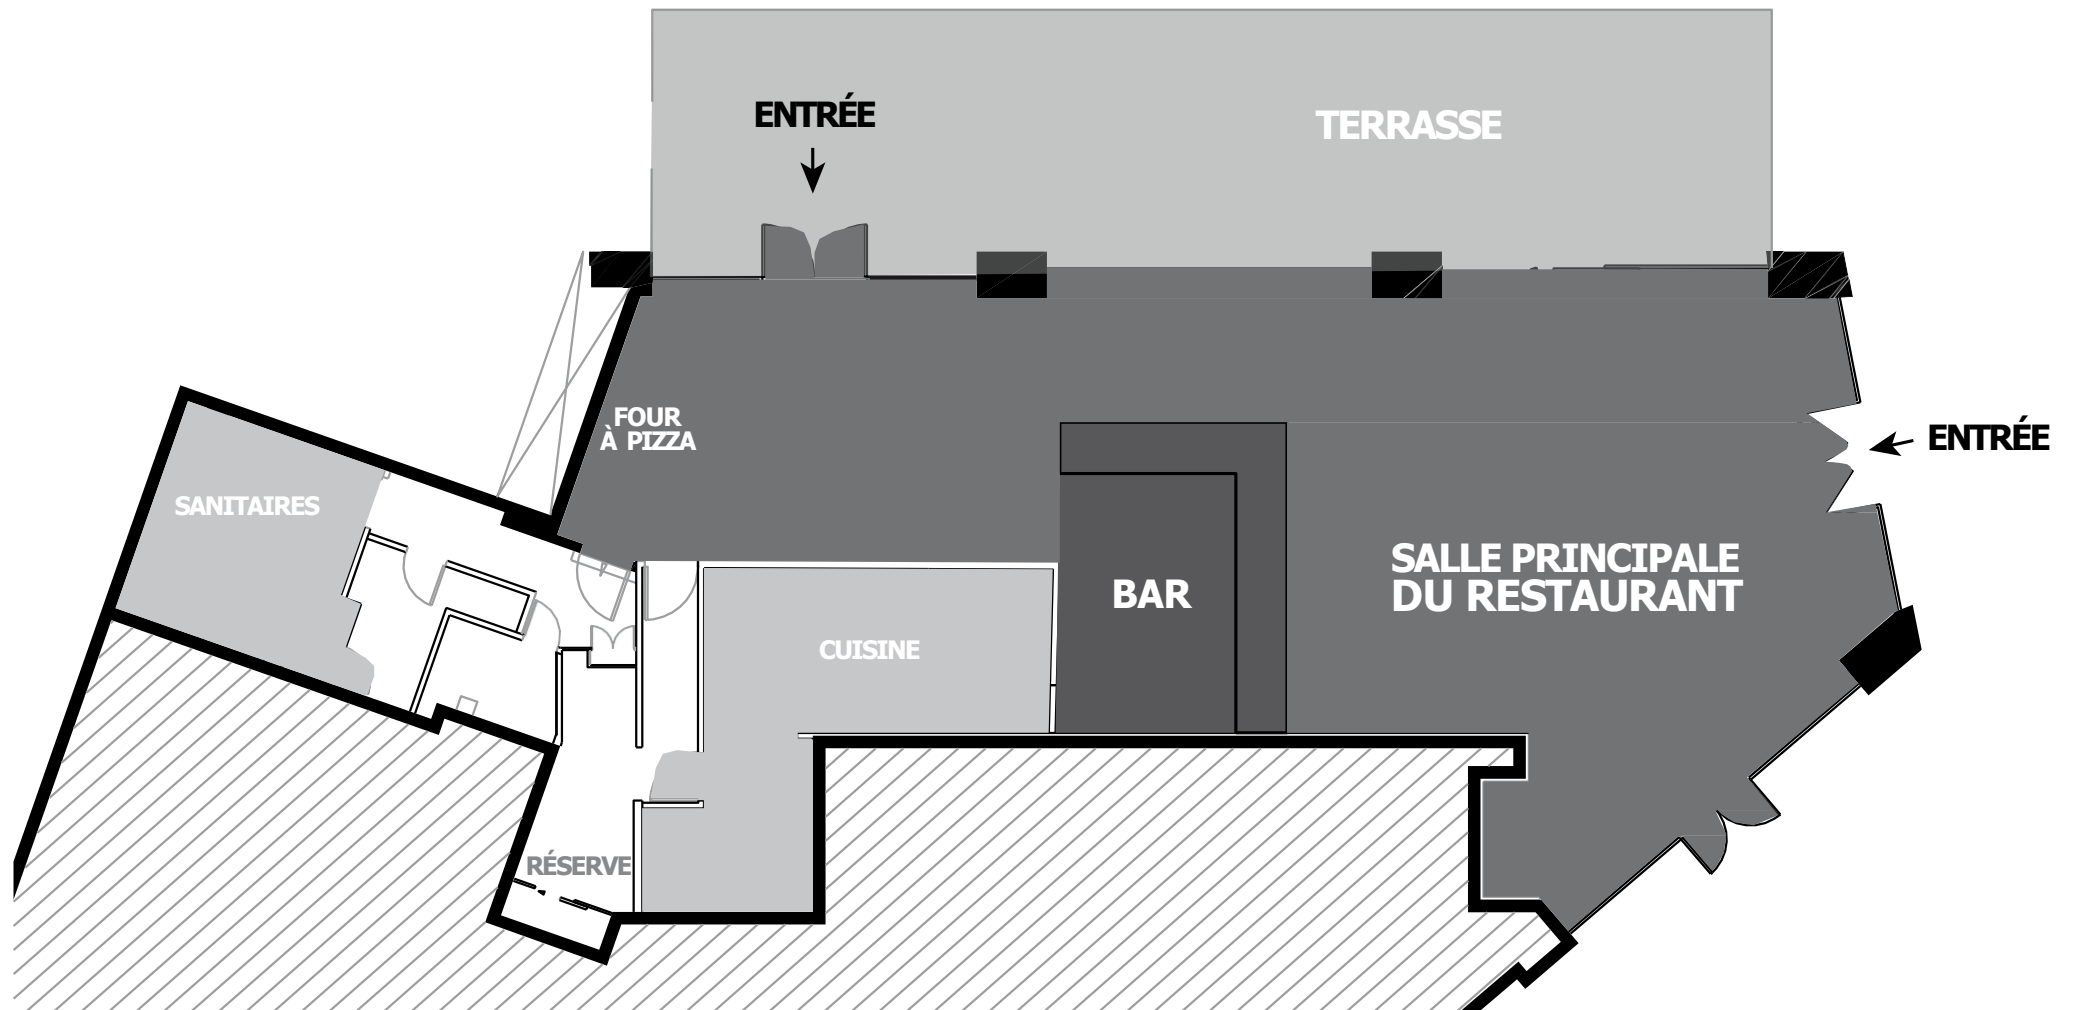 ENTRÉE
TERRASSE
FOUR
À PIZZA
ENTRÉE
SANITAIRES
SALLE PRINCIPALE
DU RESTAURANT
BAR
CUISINE
RÉSERVE